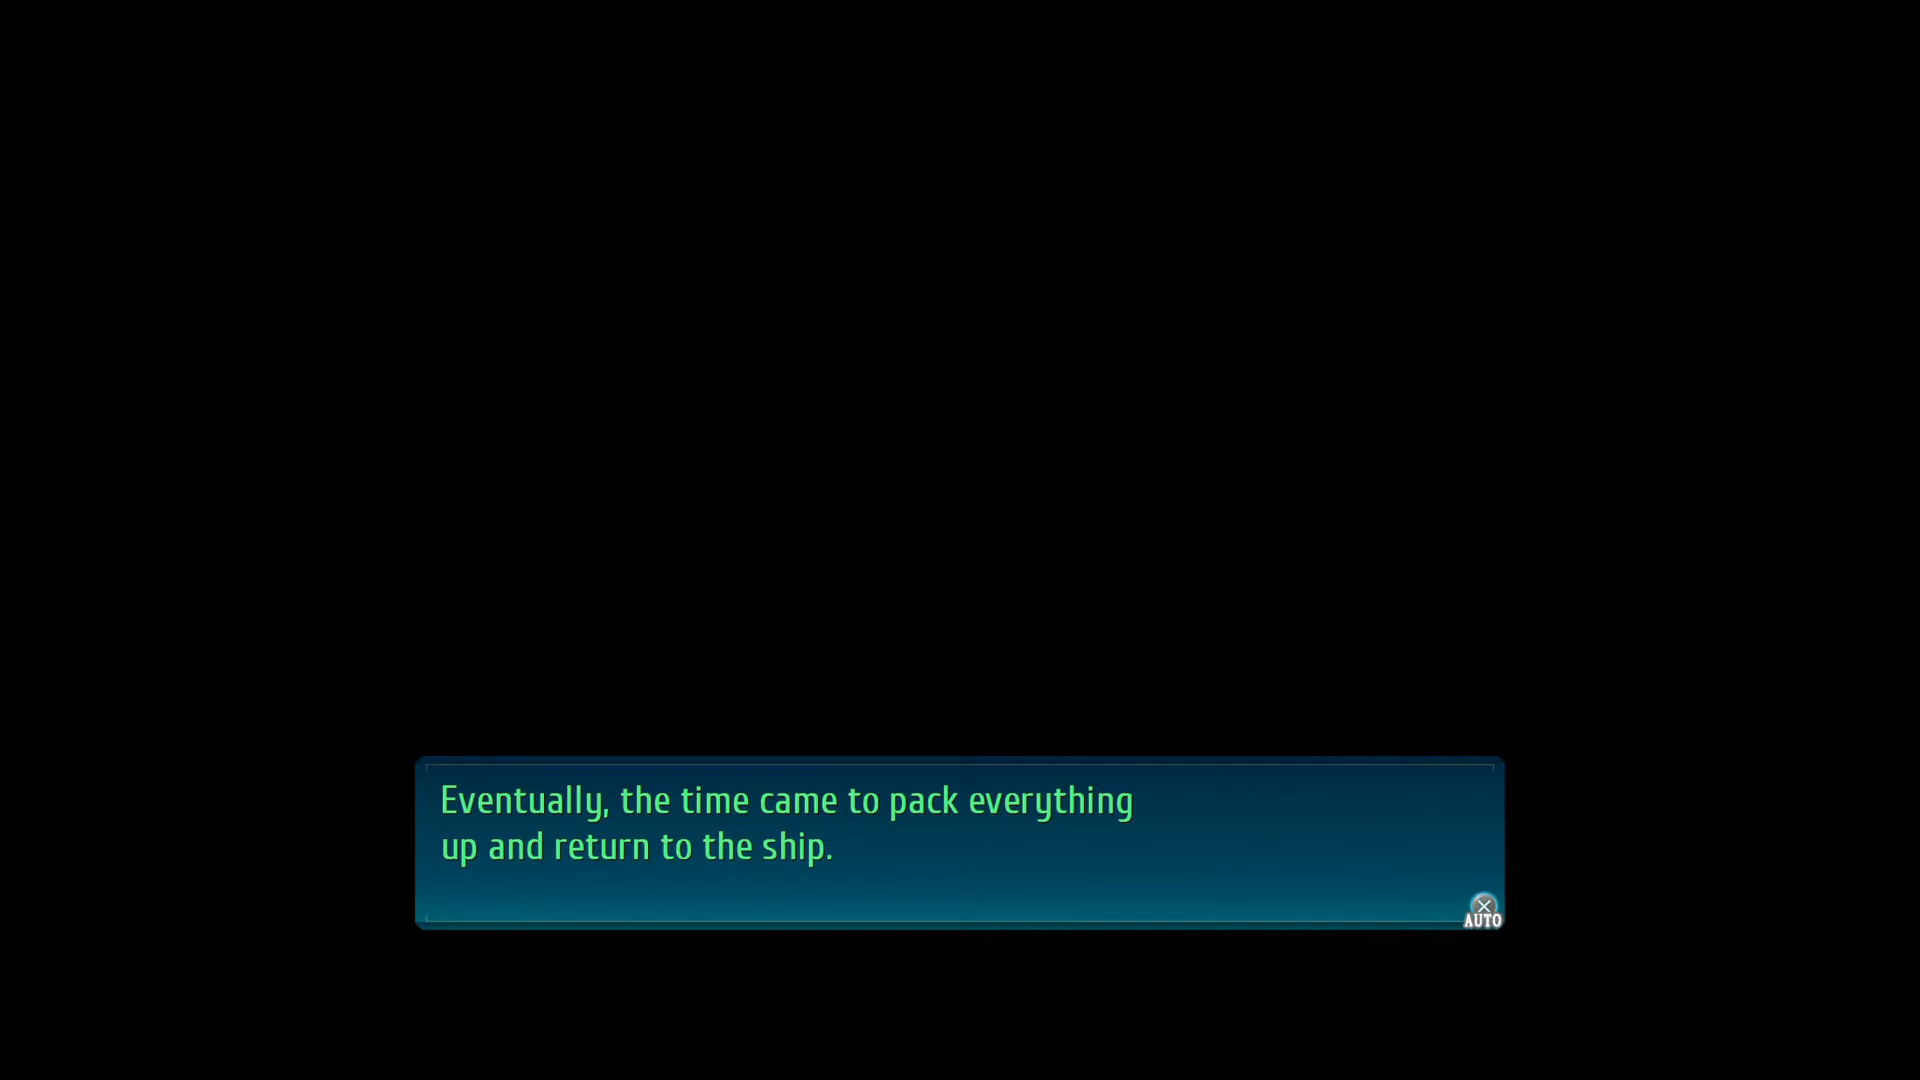 Eventually, the time came to pack everything
up and return to the ship.
AUTO